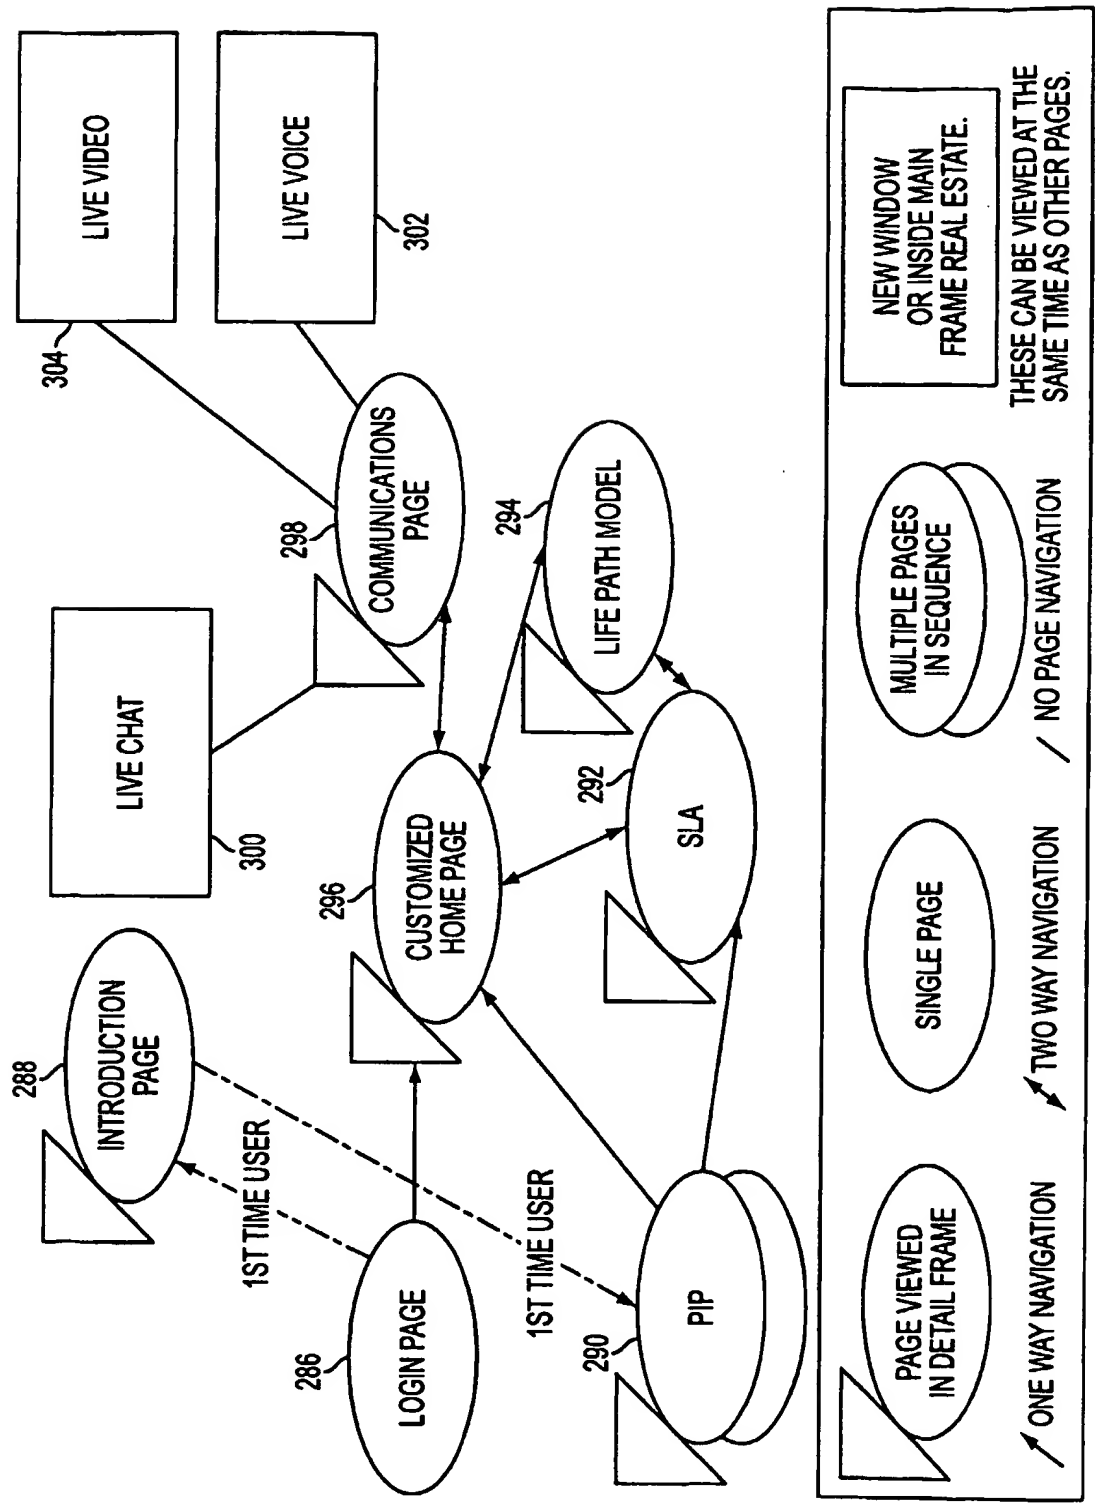 LIVE VIDEO
304
LIVE VOICE
302
LIVE CHAT
300
COMMUNICATIONS
PAGE
298
INTRODUCTION
PAGE
288
CUSTOMIZED
HOME PAGE
296
LIFE PATH MODEL
294
SLA
292
1ST TIME USER
LOGIN PAGE
286
1ST TIME USER
PIP
290
PAGE VIEWED
IN DETAIL FRAME
SINGLE PAGE
MULTIPLE PAGES
IN SEQUENCE
NEW WINDOW
OR INSIDE MAIN
FRAME REAL ESTATE.
THESE CAN BE VIEWED AT THE
SAME TIME AS OTHER PAGES.
ONE WAY NAVIGATION
TWO WAY NAVIGATION
NO PAGE NAVIGATION